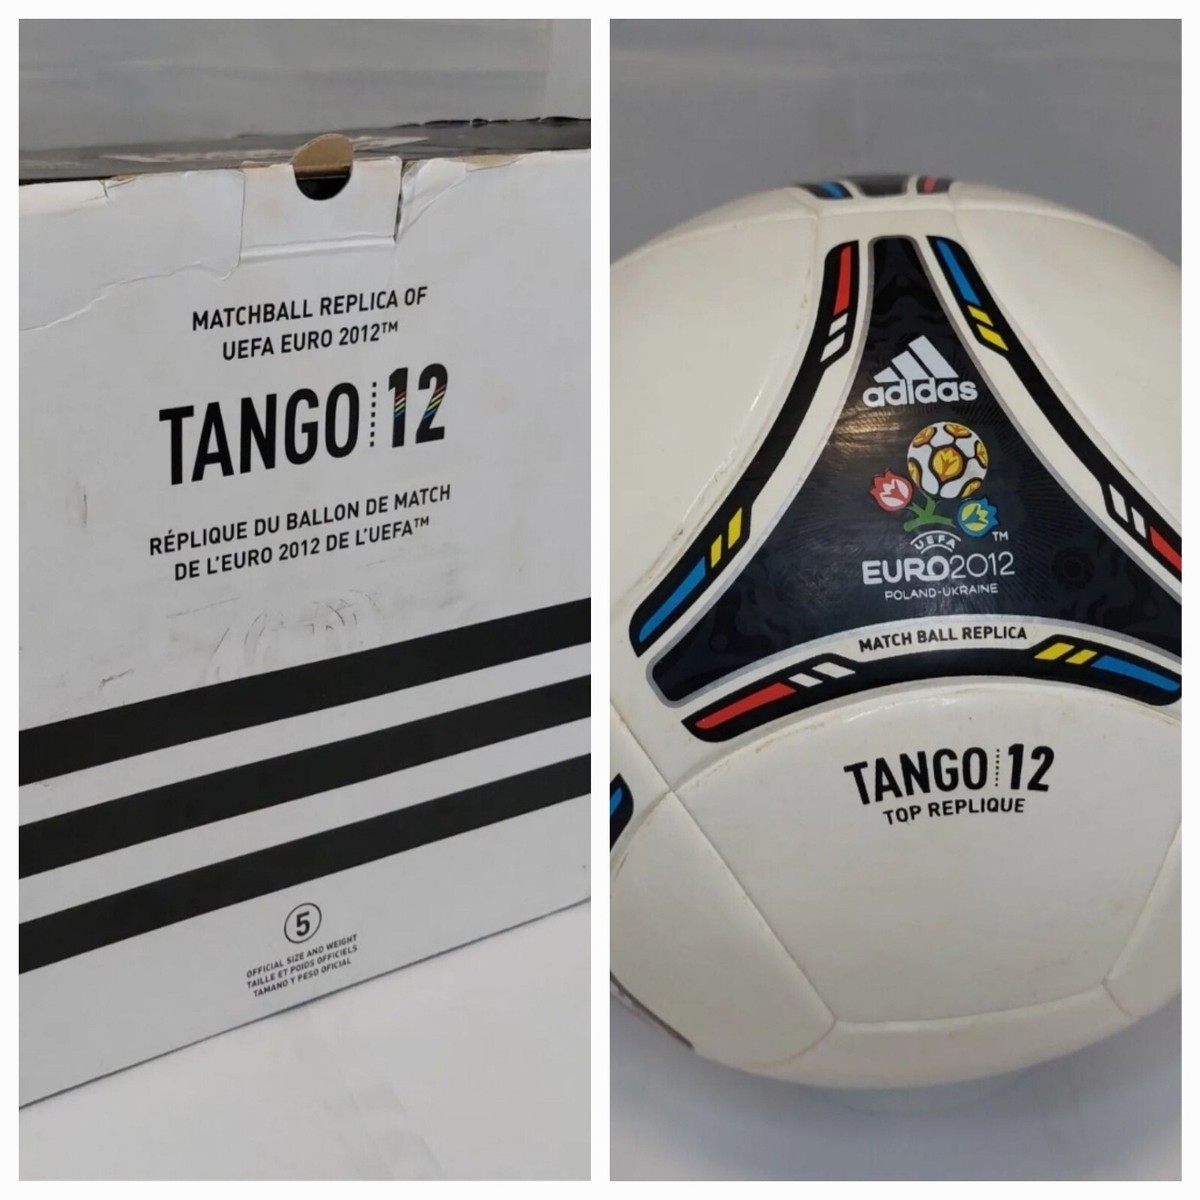 MATCHBALL REPLICA OF
UEFA EURO 2012™
TANGO 12
RÉPLIQUE DU BALLON DE MATCH
DE L'EURO 2012 DE L'UEFA™
5
OFFICIAL SIZE AND WEIGHT
TAILLE ET POIDS OFFICIELS
TAMANO Y PESO OFICIAL
adidas
UEFA
™
EURO2012
POLAND-UKRAINE
MATCH BALL REPLICA
TANGO 12
TOP REPLIQUE